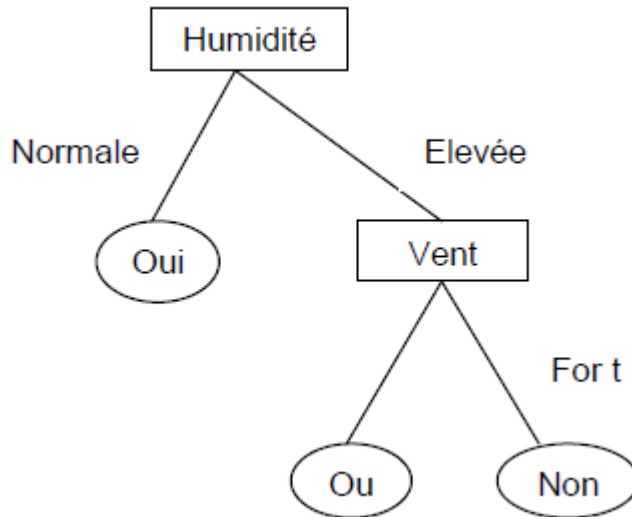 Humidité
Normale
Elevée
Oui
Vent
For t
Ou
Non